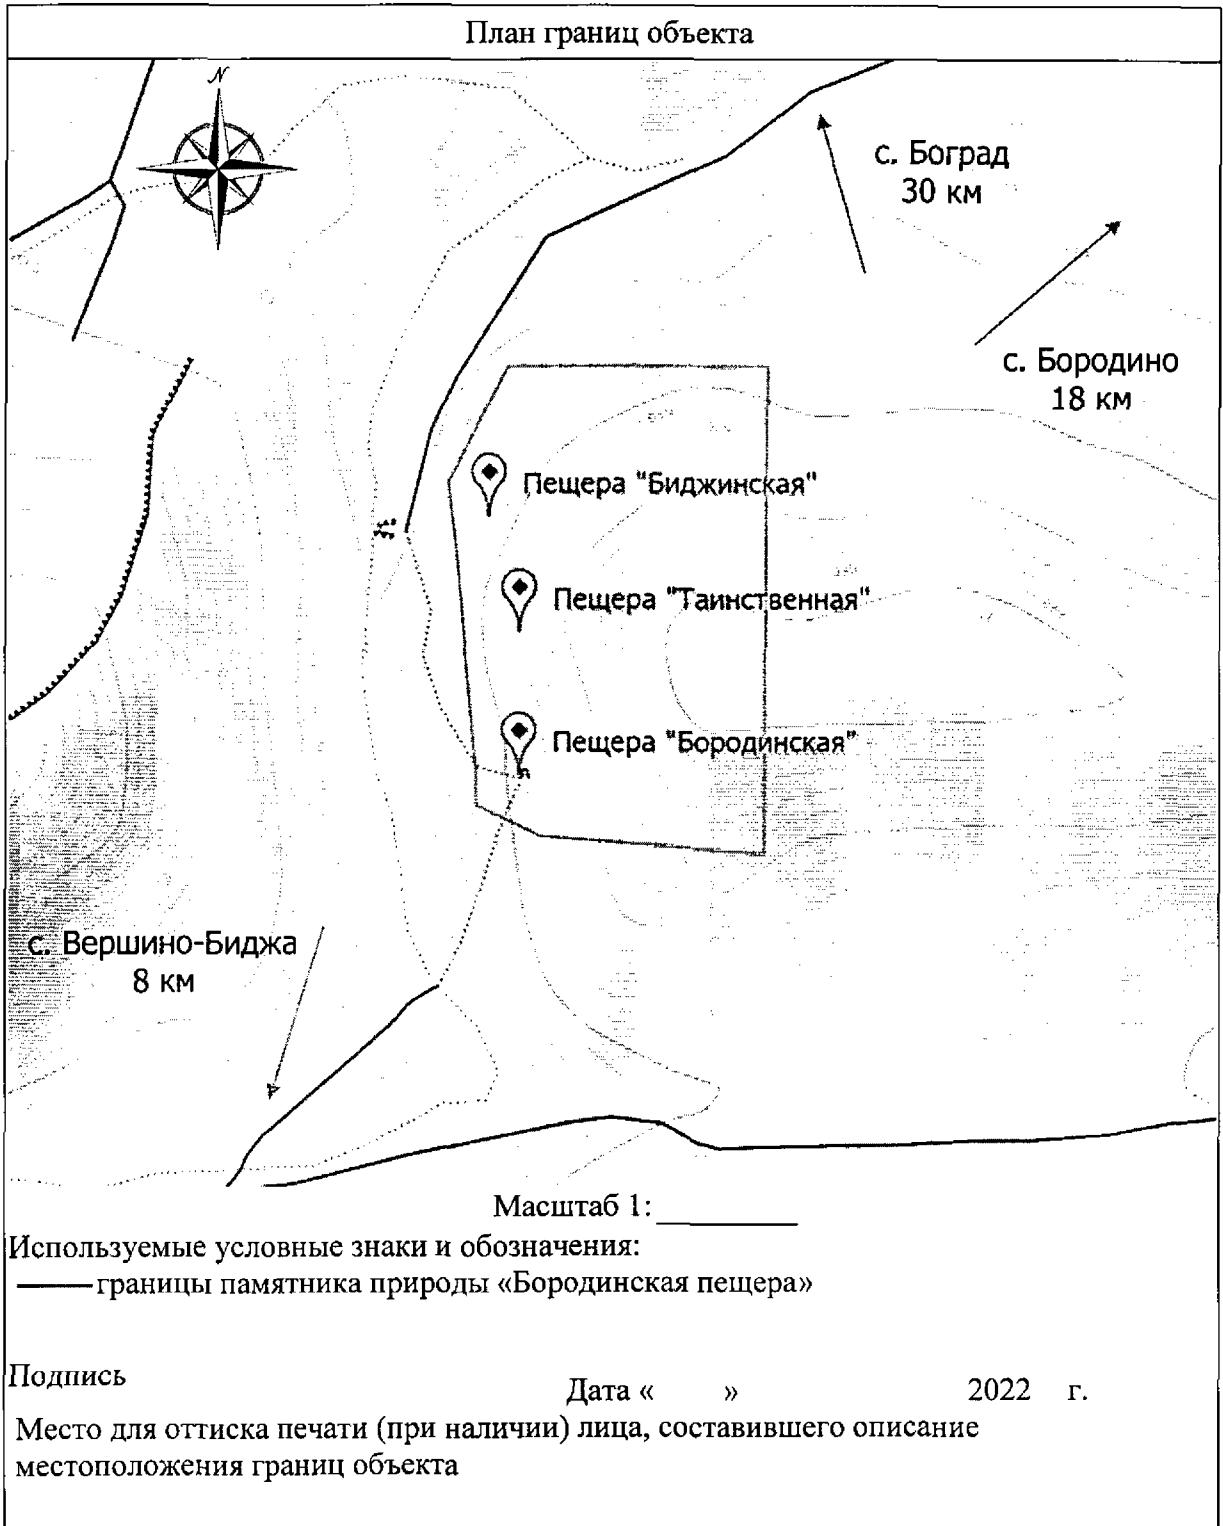 План границ объекта
N
с. Боград
30 км
с. Бородино
18 км
Пещера "Биджинская"
Пещера "Таинственная"
Пещера "Бородинская"
с. Вершино-Биджа
8 км
Масштаб 1:
Используемые условные знаки и обозначения:
границы памятника природы «Бородинская пещера»
Подпись
Дата « » 2022 г.
Место для оттиска печати (при наличии) лица, составившего описание
местоположения границ объекта